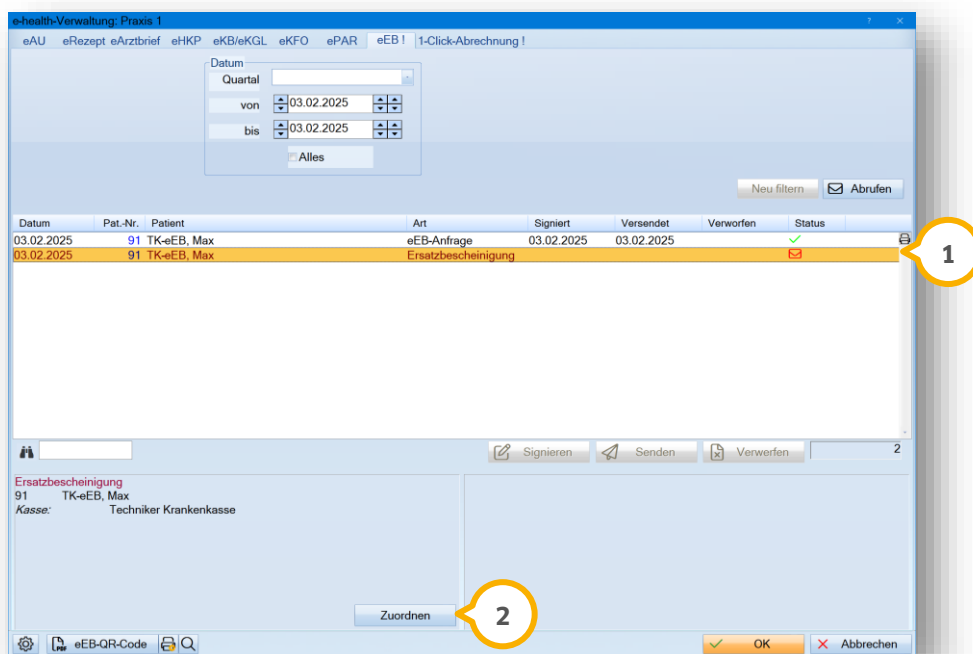 e-health-Verwaltung: Praxis 1 ? ×
eAU eRezept eArztbrief eHKP eKB/eKGL eKFO ePAR eEB ! 1-Click-Abrechnung !
Datum
Quartal
von 03.02.2025
bis 03.02.2025
Alles
Neu filtern Abrufen
Datum Pat.-Nr. Patient Art Signiert Versendet Verworfen Status
03.02.2025 91 TK-eEB, Max eEB-Anfrage 03.02.2025 03.02.2025
03.02.2025 91 TK-eEB, Max Ersatzbescheinigung
1
Signieren Senden Verwerfen 2
Ersatzbescheinigung
91 TK-eEB, Max
Kasse: Techniker Krankenkasse
Zuordnen
2
PDF eEB-QR-Code OK Abbrechen